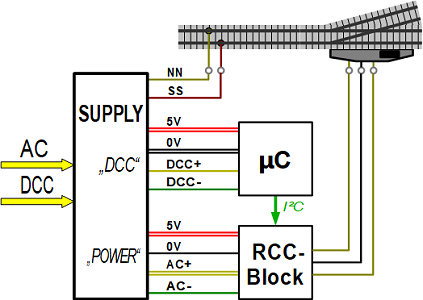 NN
SS
SUPPLY
5V
0V
AC
„DCC“
DCC+
µC
DCC
DCC-
I²C
5V
0V
„POWER“
RCC-
Block
AC+
AC-